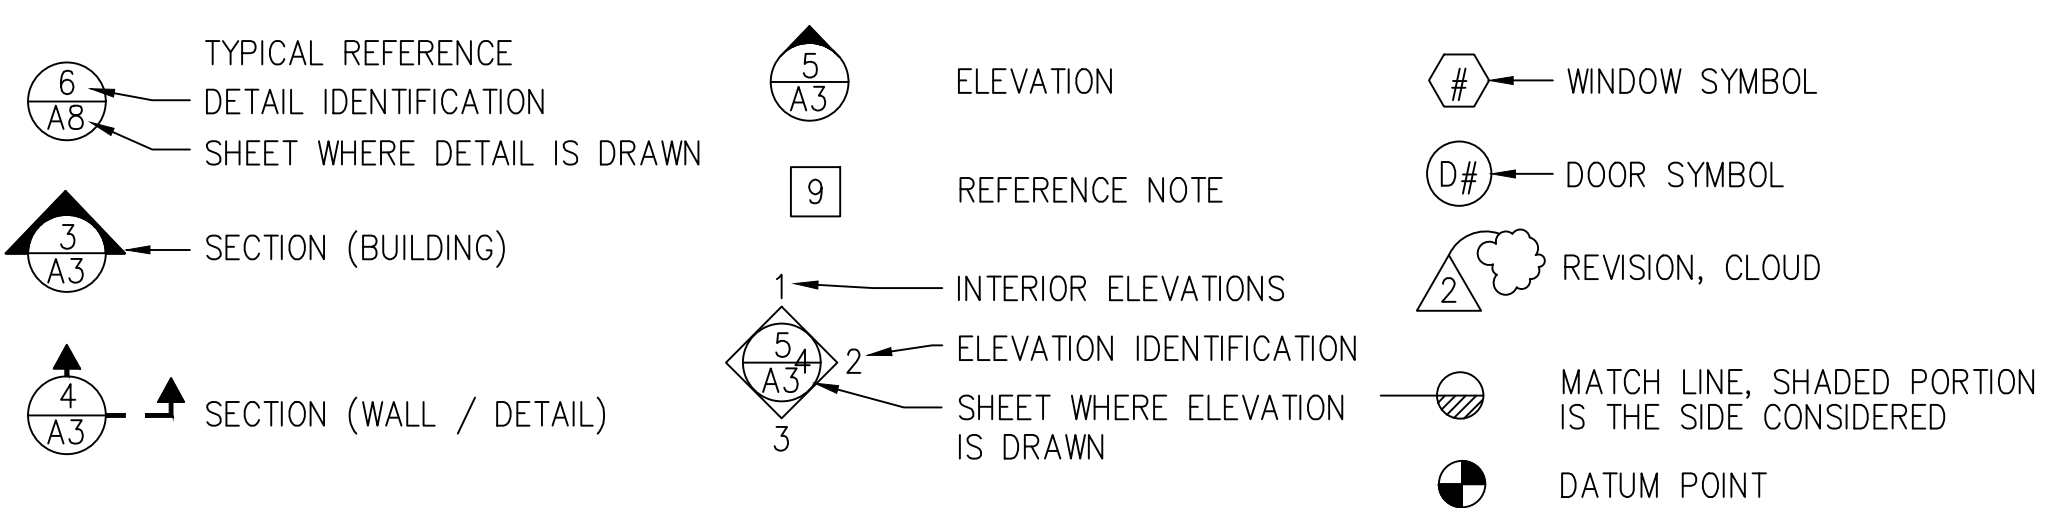 TYPICAL REFERENCE
6
DETAIL IDENTIFICATION
A8
SHEET WHERE DETAIL IS DRAWN
3
SECTION (BUILDING)
A3
4
SECTION (WALL / DETAIL)
A3
5
ELEVATION
A3
9
REFERENCE NOTE
1
INTERIOR ELEVATIONS
5
4
2
ELEVATION IDENTIFICATION
A3
SHEET WHERE ELEVATION
IS DRAWN
3
#
WINDOW SYMBOL
D#
DOOR SYMBOL
2
REVISION, CLOUD
MATCH LINE, SHADED PORTION
IS THE SIDE CONSIDERED
DATUM POINT